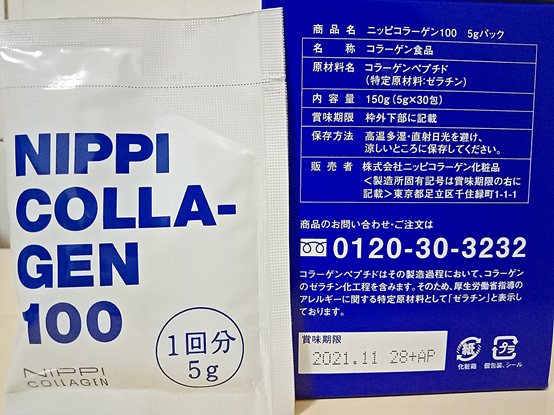 NIPPI
COLLA-
GEN
100
1回分
5g
NIPPI
COLLAGEN
商品名 ニッピコラーゲン100 5gパック
名称 コラーゲン食品
原材料名 コラーゲンペプチド
(特定原材料:ゼラチン)
内容量 150g(5g×30包)
賞味期限 枠外下部に記載
保存方法 高温多湿・直射日光を避け、
涼しいところに保存してください。
販売者 株式会社ニッピコラーゲン化粧品
<製造所固有記号は賞味期限の右に
記載>東京都足立区千住緑町1-1-1
商品のお問い合わせ・ご注文は
0120-30-3232
コラーゲンペプチドはその製造過程において、コラーゲン
のゼラチン化工程を含みます。そのため、厚生労働省指導の
アレルギーに関する特定原材料として「ゼラチン」と表示し
ております。
賞味期限
2021.11 28+AP
紙
化粧箱
プラ
個包装、シール